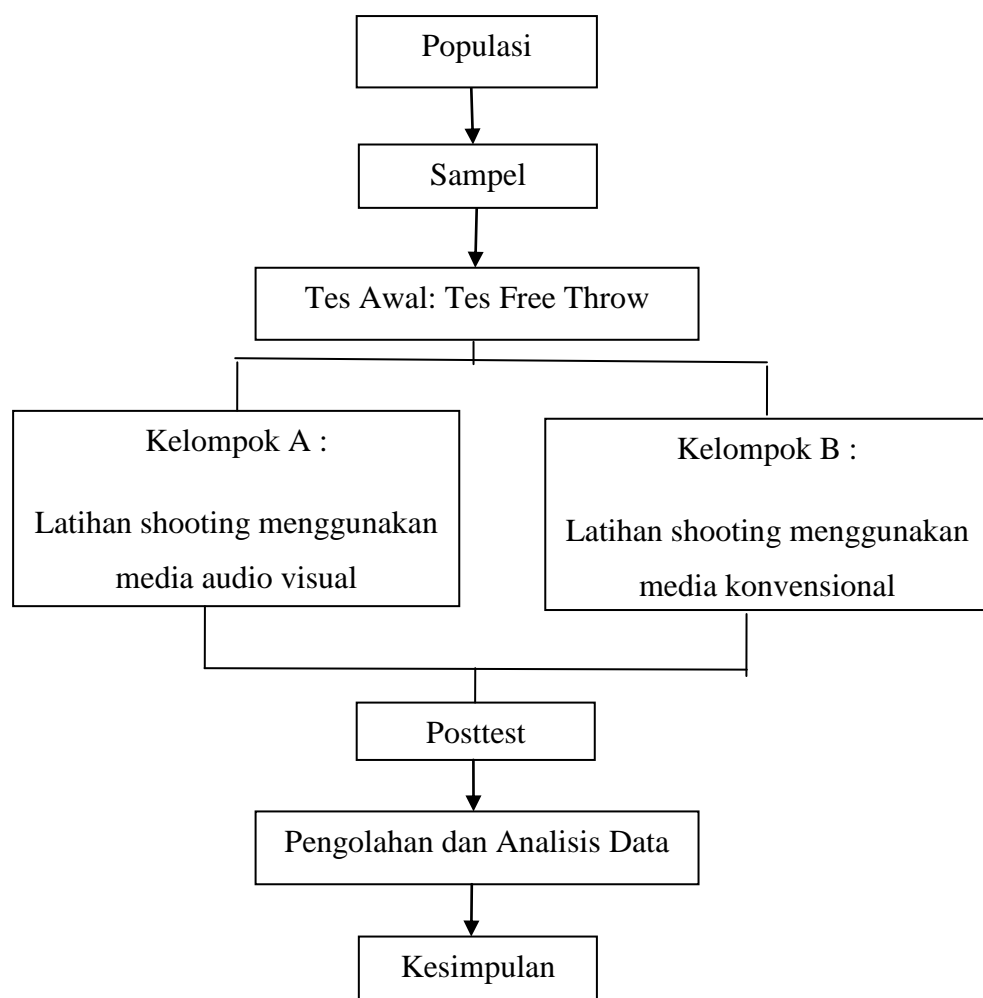 Populasi
Sampel
Tes Awal: Tes Free Throw
Kelompok A :
Latihan shooting menggunakan
media audio visual
Kelompok B :
Latihan shooting menggunakan
media konvensional
Posttest
Pengolahan dan Analisis Data
Kesimpulan